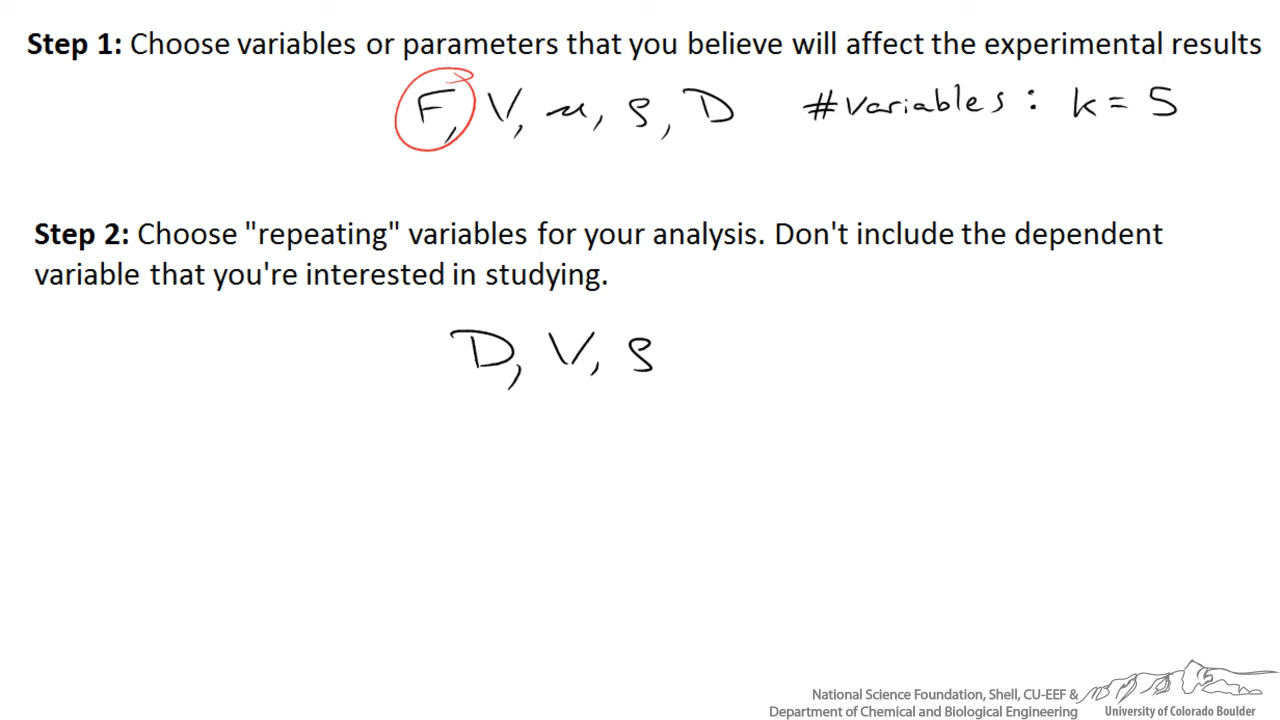 Step 1: Choose variables or parameters that you believe will affect the experimental results
F, V, μ, ρ, D #variables: k = 5
Step 2: Choose "repeating" variables for your analysis. Don't include the dependent
variable that you're interested in studying.
D, V, ρ
National Science Foundation, Shell, CU-EEF &
Department of Chemical and Biological Engineering
University of Colorado Boulder